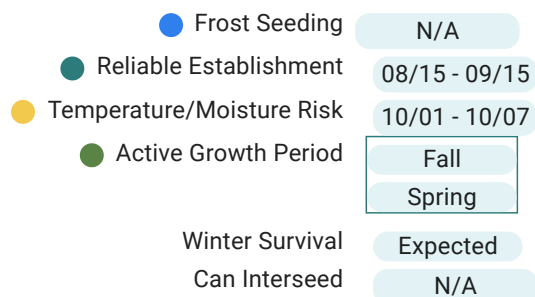 Frost Seeding N/A
Reliable Establishment 08/15 - 09/15
Temperature/Moisture Risk 10/01 - 10/07
Active Growth Period Fall
Spring
Winter Survival Expected
Can Interseed N/A